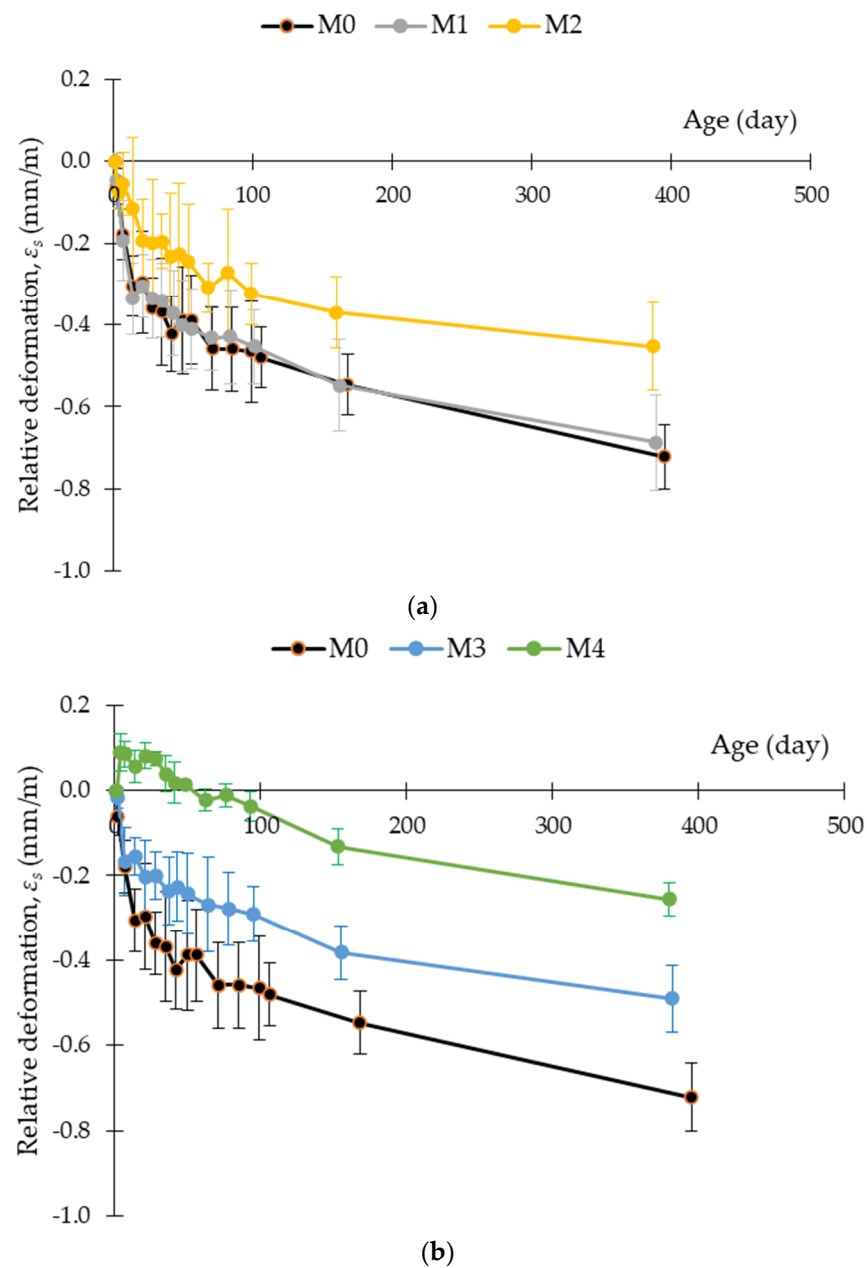 M0 M1 M2
0.2
Age (day)
0.0
0 100 200 300 400 500
-0.2
-0.4
-0.6
-0.8
-1.0
Relative deformation, εs (mm/m)
(a)
M0 M3 M4
0.2
Age (day)
0.0
0 100 200 300 400 500
-0.2
-0.4
-0.6
-0.8
-1.0
Relative deformation, εs (mm/m)
(b)